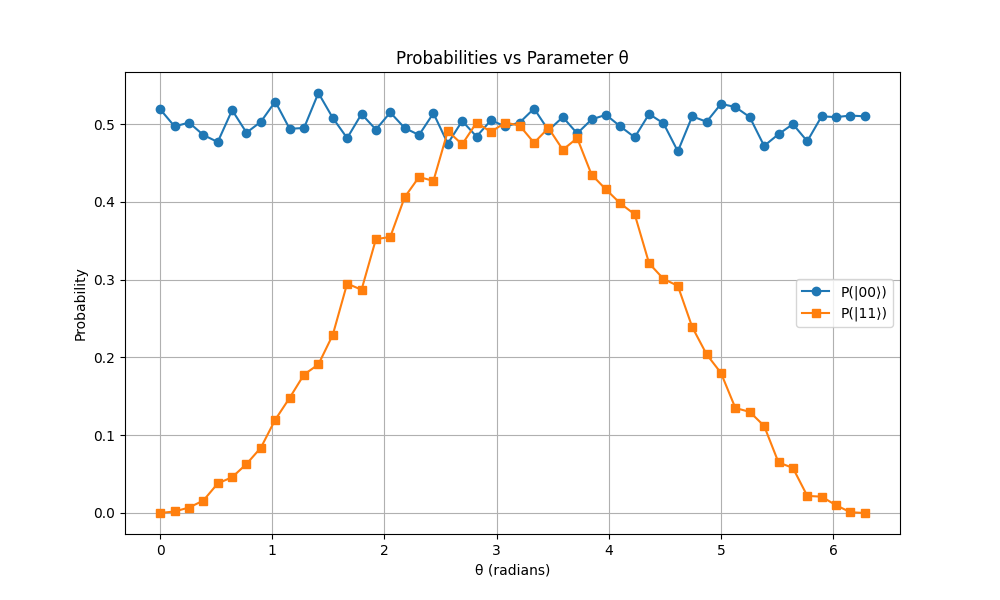 Probabilities vs Parameter θ
Probability
0.5
0.4
0.3
0.2
0.1
0.0
P(|00⟩)
P(|11⟩)
0 1 2 3 4 5 6
θ (radians)